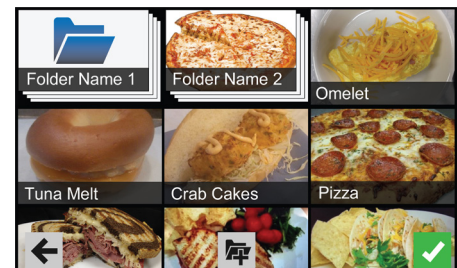 Folder Name 1
Folder Name 2
Omelet
Tuna Melt
Crab Cakes
Pizza